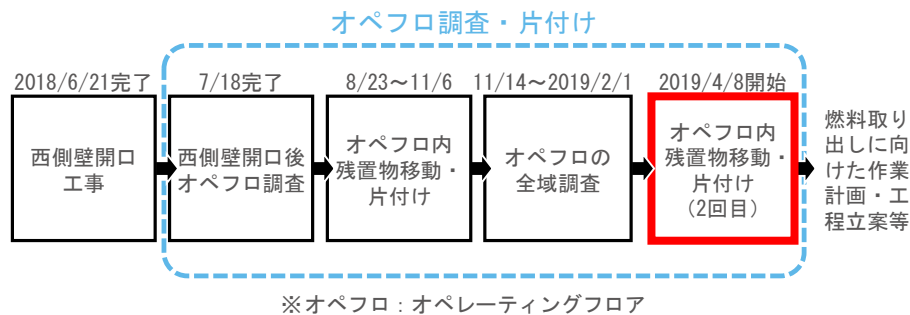 オペフロ調査・片付け
2018/6/21完了
7/18完了
8/23～11/6
11/14～2019/2/1
2019/4/8開始
西側壁開口
工事
西側壁開口後
オペフロ調査
オペフロ内
残置物移動・
片付け
オペフロの
全域調査
オペフロ内
残置物移動・
片付け
(2回目)
燃料取り
出しに向
けた作業
計画・工
程立案等
※オペフロ：オペレーティングフロア